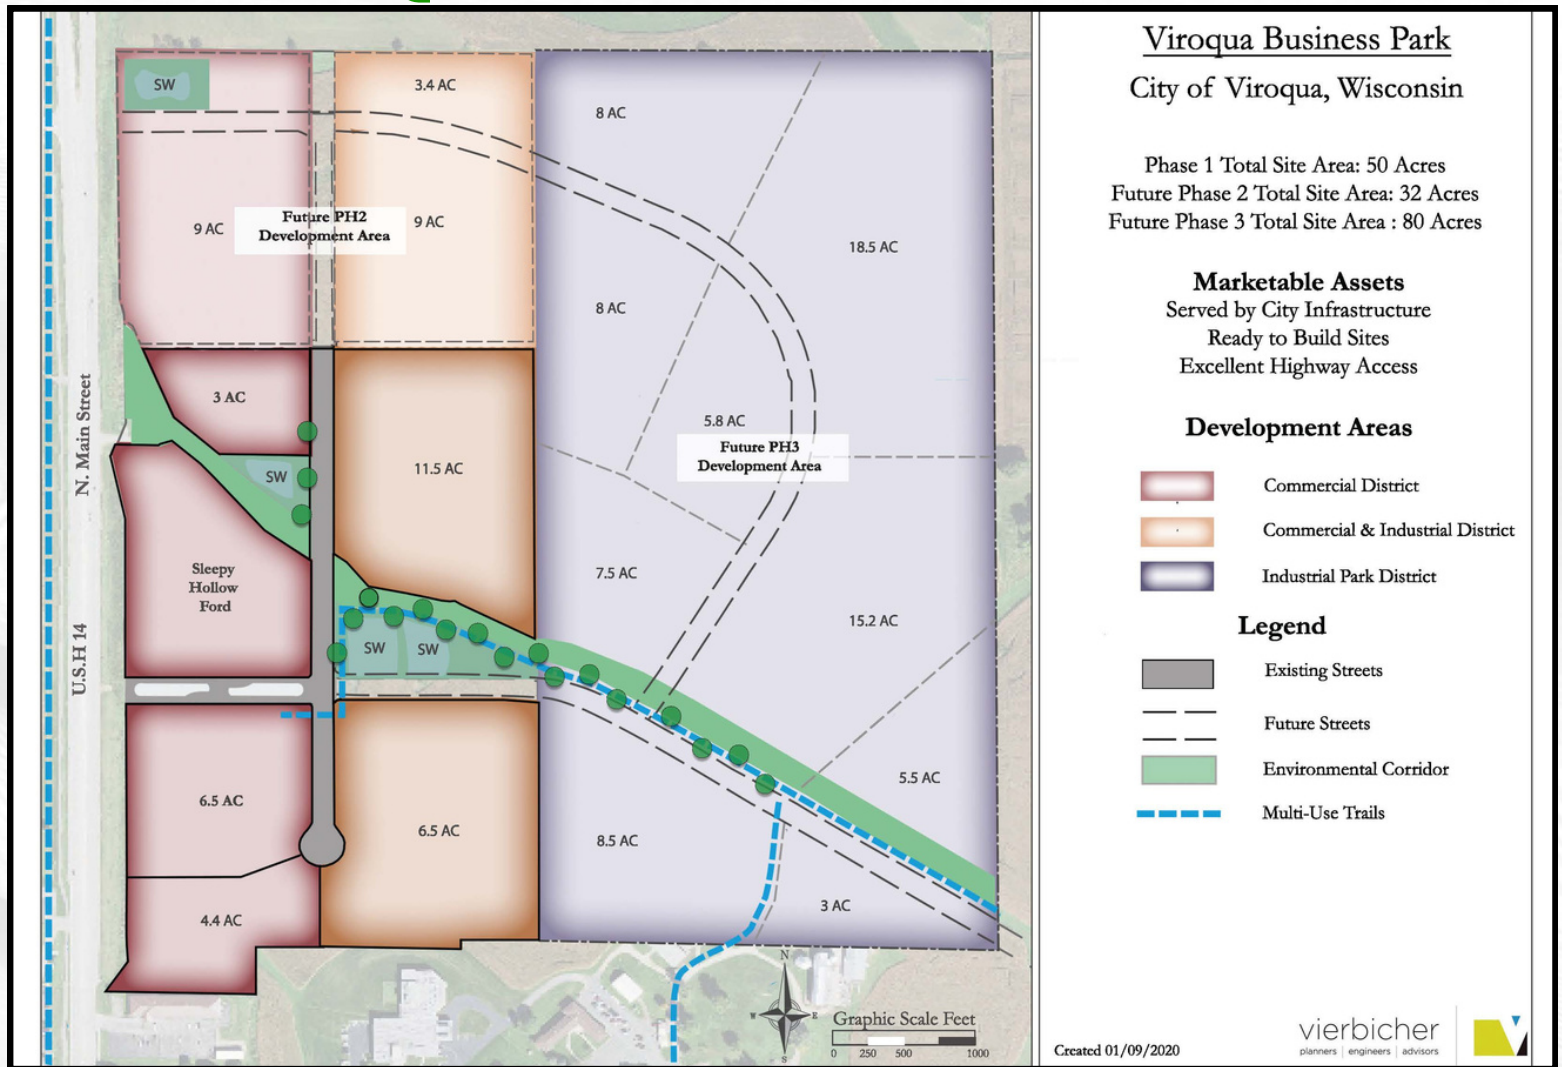 SW
3.4 AC
8 AC
9 AC
Future PH2
Development Area
9 AC
18.5 AC
8 AC
3 AC
5.8 AC
Future PH3
Development Area
11.5 AC
SW
N. Main Street
Sleepy
Hollow
Ford
7.5 AC
15.2 AC
SW
SW
U.S.H 14
6.5 AC
6.5 AC
5.5 AC
8.5 AC
4.4 AC
3 AC
N
W
E
S
Graphic Scale Feet
0 250 500 1000
Viroqua Business Park
City of Viroqua, Wisconsin
Phase 1 Total Site Area: 50 Acres
Future Phase 2 Total Site Area: 32 Acres
Future Phase 3 Total Site Area : 80 Acres
Marketable Assets
Served by City Infrastructure
Ready to Build Sites
Excellent Highway Access
Development Areas
Commercial District
Commercial & Industrial District
Industrial Park District
Legend
Existing Streets
Future Streets
Environmental Corridor
Multi-Use Trails
Created 01/09/2020
vierbicher
planners | engineers | advisors